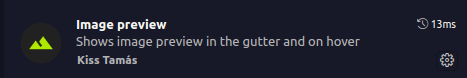 Image preview 13ms
Shows image preview in the gutter and on hover
Kiss Tamás